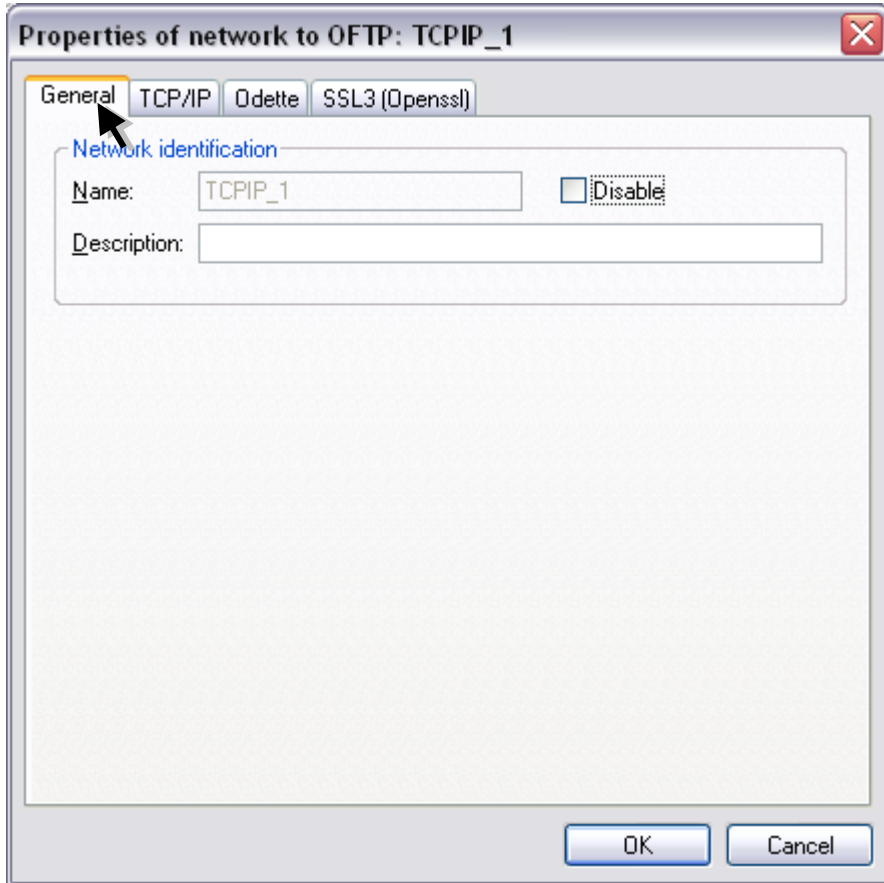 Properties of network to OFTP: TCPIP_1
General TCP/IP Odette SSL3 (Openssl)
Network identification
Name: TCPIP_1 Disable
Description:
OK Cancel